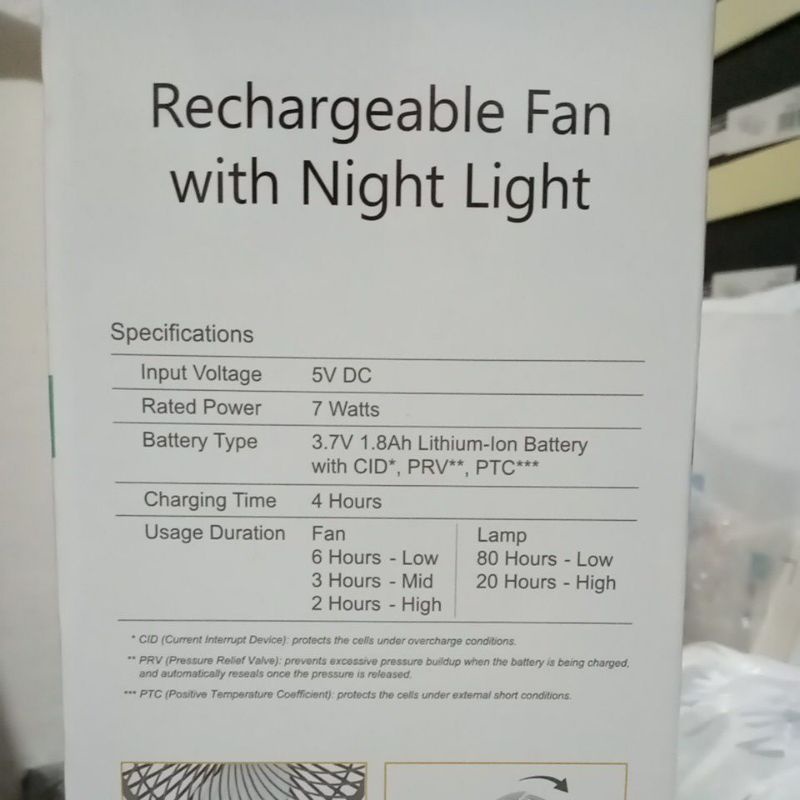 Rechargeable Fan
with Night Light
Specifications
Input Voltage 5V DC
Rated Power 7 Watts
Battery Type 3.7V 1.8Ah Lithium-Ion Battery
with CID*, PRV**, PTC***
Charging Time 4 Hours
Usage Duration Fan Lamp
6 Hours - Low 80 Hours - Low
3 Hours - Mid 20 Hours - High
2 Hours - High
* CID (Current Interrupt Device): protects the cells under overcharge conditions.
** PRV (Pressure Relief Valve): prevents excessive pressure buildup when the battery is being charged,
and automatically reseals once the pressure is released.
*** PTC (Positive Temperature Coefficient): protects the cells under external short conditions.